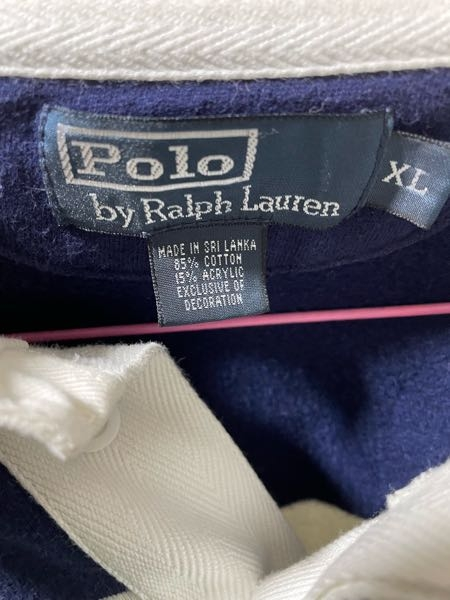 Polo
by Ralph Lauren
XL
MADE IN SRI LANKA
85% COTTON
15% ACRYLIC
EXCLUSIVE OF
DECORATION